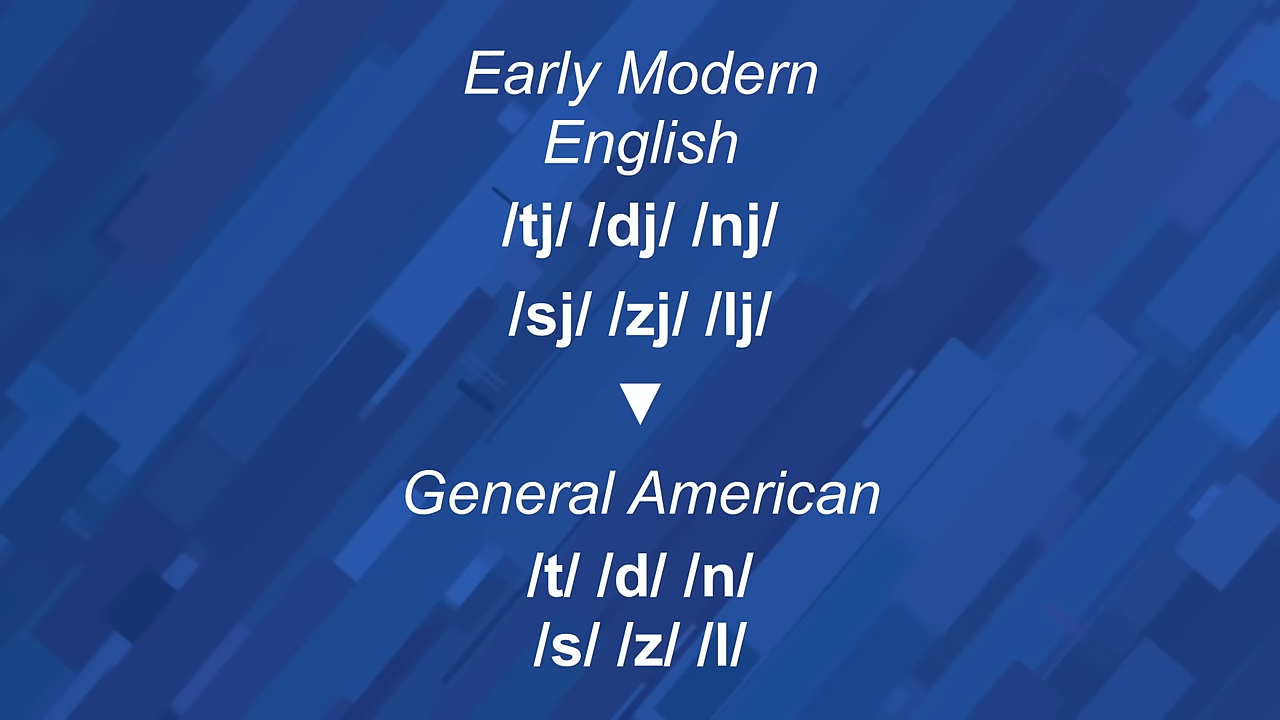 Early Modern
English
/tj/ /dj/ /nj/
/sj/ /zj/ /lj/
▼
General American
/t/ /d/ /n/
/s/ /z/ /l/